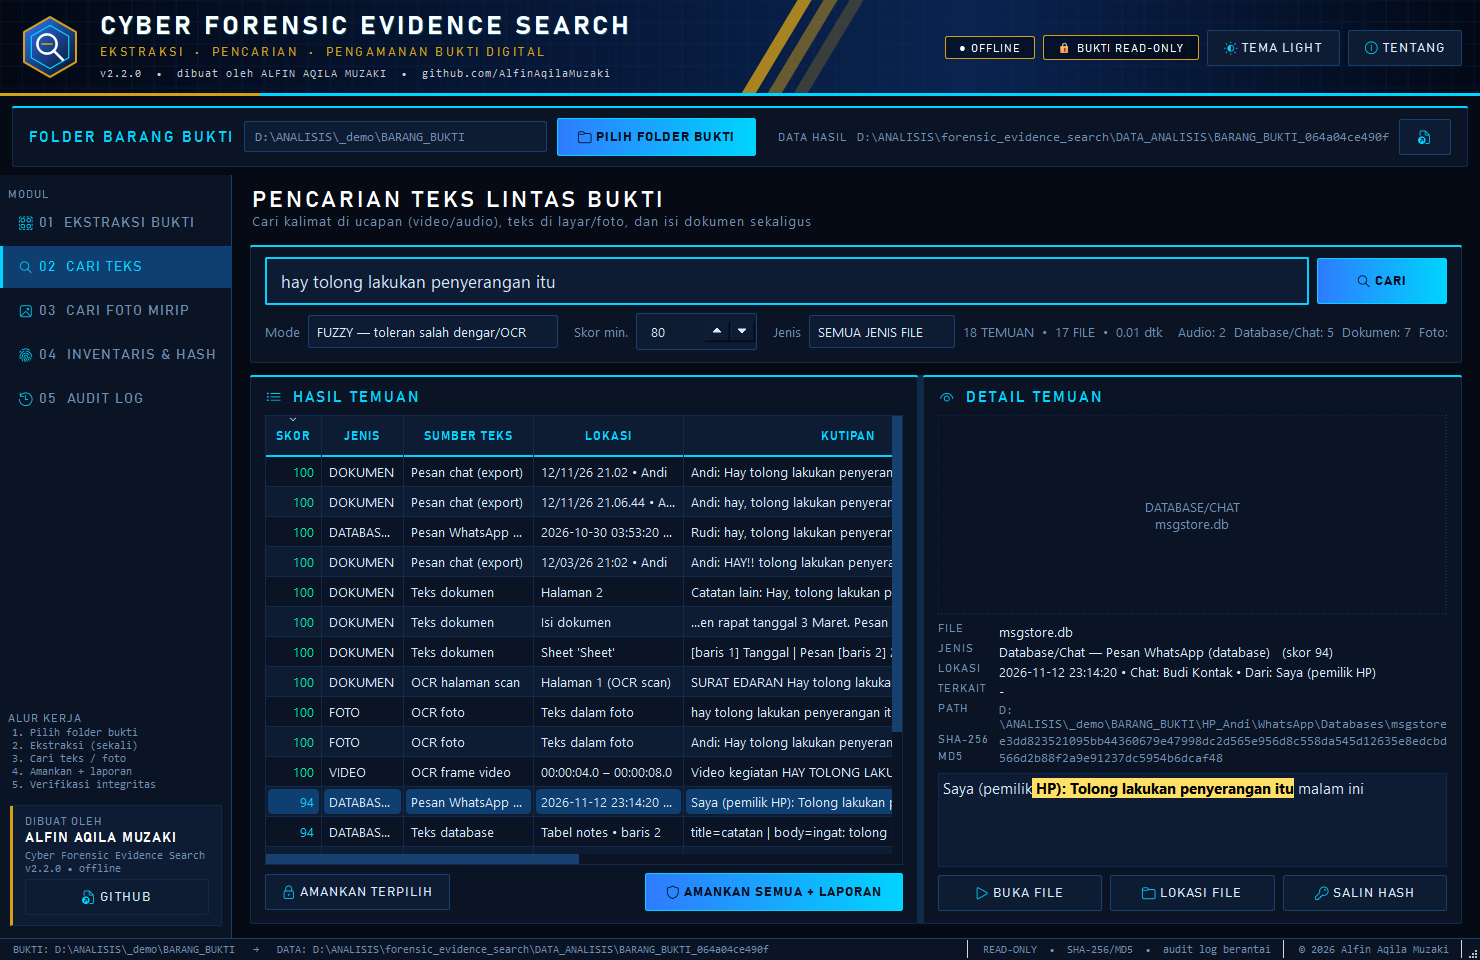 CYBER FORENSIC EVIDENCE SEARCH
EKSTRAKSI · PENCARIAN · PENGAMANAN BUKTI DIGITAL
v2.2.0 • dibuat oleh ALFIN AQILA MUZAKI • github.com/AlfinAqilaMuzaki
● OFFLINE
BUKTI READ-ONLY
TEMA LIGHT
TENTANG
FOLDER BARANG BUKTI
D:\ANALISIS\_demo\BARANG_BUKTI
PILIH FOLDER BUKTI
DATA HASIL D:\ANALISIS\forensic_evidence_search\DATA_ANALISIS\BARANG_BUKTI_064a04ce490f
MODUL
01 EKSTRAKSI BUKTI
02 CARI TEKS
03 CARI FOTO MIRIP
04 INVENTARIS & HASH
05 AUDIT LOG
ALUR KERJA
1. Pilih folder bukti
2. Ekstraksi (sekali)
3. Cari teks / foto
4. Amankan + laporan
5. Verifikasi integritas
DIBUAT OLEH
ALFIN AQILA MUZAKI
Cyber Forensic Evidence Search
v2.2.0 • offline
GITHUB
PENCARIAN TEKS LINTAS BUKTI
Cari kalimat di ucapan (video/audio), teks di layar/foto, dan isi dokumen sekaligus
hay tolong lakukan penyerangan itu
CARI
Mode FUZZY — toleran salah dengar/OCR Skor min. 80 Jenis SEMUA JENIS FILE 18 TEMUAN • 17 FILE • 0.01 dtk Audio: 2 Database/Chat: 5 Dokumen: 7 Foto:
HASIL TEMUAN
SKOR JENIS SUMBER TEKS LOKASI KUTIPAN
100 DOKUMEN Pesan chat (export) 12/11/26 21.02 • Andi Andi: Hay tolong lakukan penyeran
100 DOKUMEN Pesan chat (export) 12/11/26 21.06.44 • A... Andi: hay, tolong lakukan penyerar
100 DATABAS... Pesan WhatsApp ... 2026-10-30 03:53:20 ... Rudi: hay, tolong lakukan penyeran
100 DOKUMEN Pesan chat (export) 12/03/26 21:02 • Andi Andi: HAY!! tolong lakukan penyera
100 DOKUMEN Teks dokumen Halaman 2 Catatan lain: Hay, tolong lakukan p
100 DOKUMEN Teks dokumen Isi dokumen ...en rapat tanggal 3 Maret. Pesan
100 DOKUMEN Teks dokumen Sheet 'Sheet' [baris 1] Tanggal | Pesan [baris 2]
100 DOKUMEN OCR halaman scan Halaman 1 (OCR scan) SURAT EDARAN Hay tolong lakuka
100 FOTO OCR foto Teks dalam foto hay tolong lakukan penyerangan it
100 FOTO OCR foto Teks dalam foto Andi: Hay tolong lakukan penyeran
100 VIDEO OCR frame video 00:00:04.0 – 00:00:08.0 Video kegiatan HAY TOLONG LAKU
94 DATABAS... Pesan WhatsApp ... 2026-11-12 23:14:20 ... Saya (pemilik HP): Tolong lakukan p
94 DATABAS... Teks database Tabel notes • baris 2 title=catatan | body=ingat: tolong
AMANKAN TERPILIH
AMANKAN SEMUA + LAPORAN
DETAIL TEMUAN
DATABASE/CHAT
msgstore.db
FILE msgstore.db
JENIS Database/Chat — Pesan WhatsApp (database) (skor 94)
LOKASI 2026-11-12 23:14:20 • Chat: Budi Kontak • Dari: Saya (pemilik HP)
TERKAIT -
PATH D:
\ANALISIS\_demo\BARANG_BUKTI\HP_Andi\WhatsApp\Databases\msgstore
SHA-256 e3dd823521095bb44360679e47998dc2d565e956d8c558da545d12635e8edcbd
MD5 566d2b88f2a9e91237dc5954b6dcaf48
Saya (pemilik HP): Tolong lakukan penyerangan itu malam ini
BUKA FILE
LOKASI FILE
SALIN HASH
BUKTI: D:\ANALISIS\_demo\BARANG_BUKTI → DATA: D:\ANALISIS\forensic_evidence_search\DATA_ANALISIS\BARANG_BUKTI_064a04ce490f
READ-ONLY • SHA-256/MD5 • audit log berantai
© 2026 Alfin Aqila Muzaki